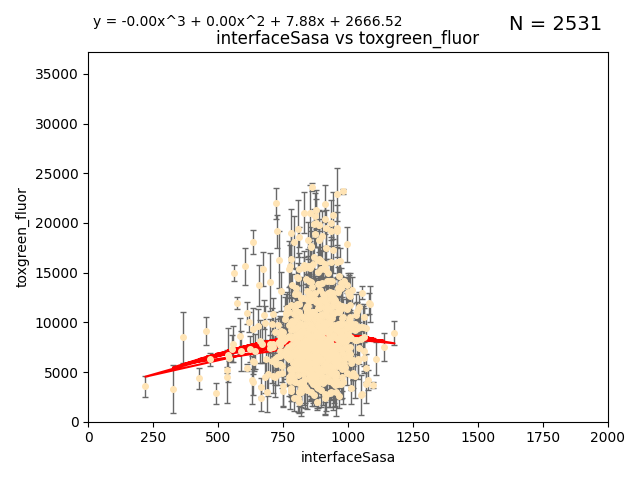 y = -0.00x^3 + 0.00x^2 + 7.88x + 2666.52
N = 2531
interfaceSasa vs toxgreen_fluor
35000
30000
25000
20000
15000
10000
5000
0
toxgreen_fluor
0 250 500 750 1000 1250 1500 1750 2000
interfaceSasa